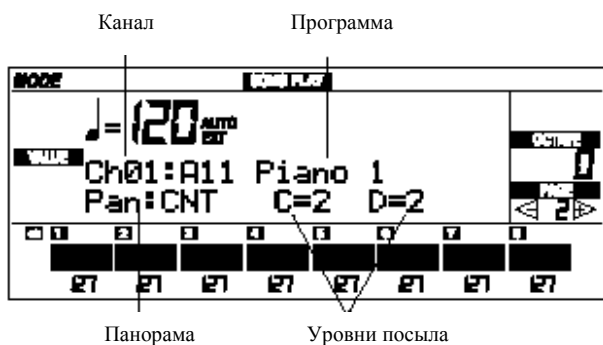 Канал Программа
MODE SONG PLAY
♩=120 AUTO EXT
VALUE OCTAVE
0
Ch01:A11 Piano 1
PAGE
Pan:CNT C=2 D=2 2
1 2 3 4 5 6 7 8
127 127 127 127 127 127 127 127
Панорама Уровни посыла